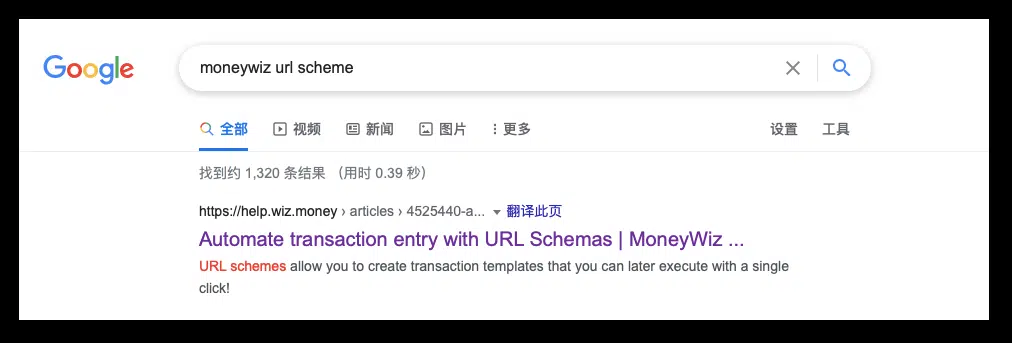 Google
moneywiz url scheme
全部 视频 新闻 图片 更多 设置 工具
找到约 1,320 条结果 （用时 0.39 秒）
https://help.wiz.money › articles › 4525440-a... 翻译此页
Automate transaction entry with URL Schemas | MoneyWiz ...
URL schemes allow you to create transaction templates that you can later execute with a single
click!